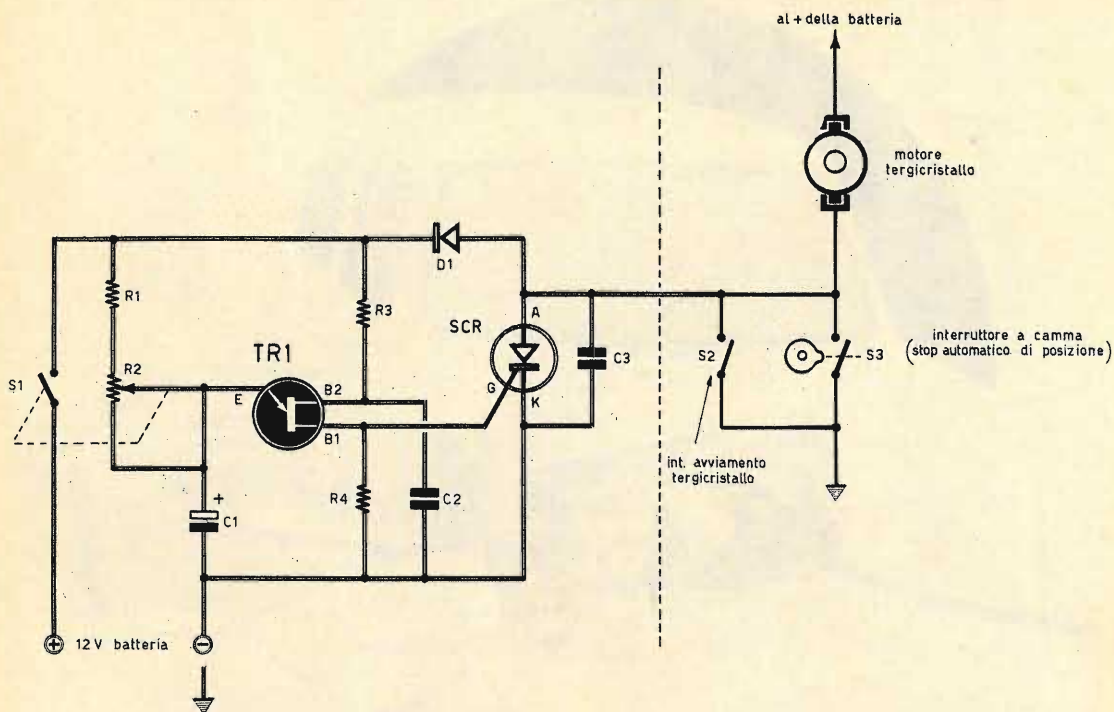 al + della batteria
motore
tergicristallo
D1
R1
R3
A
SCR
C3
interruttore a camma
(stop automatico di posizione)
S2
S3
TR1
S1
R2
E
B2
G
K
B1
int. avviamento
tergicristallo
R4
C2
+
C1
+ 12 V batteria −